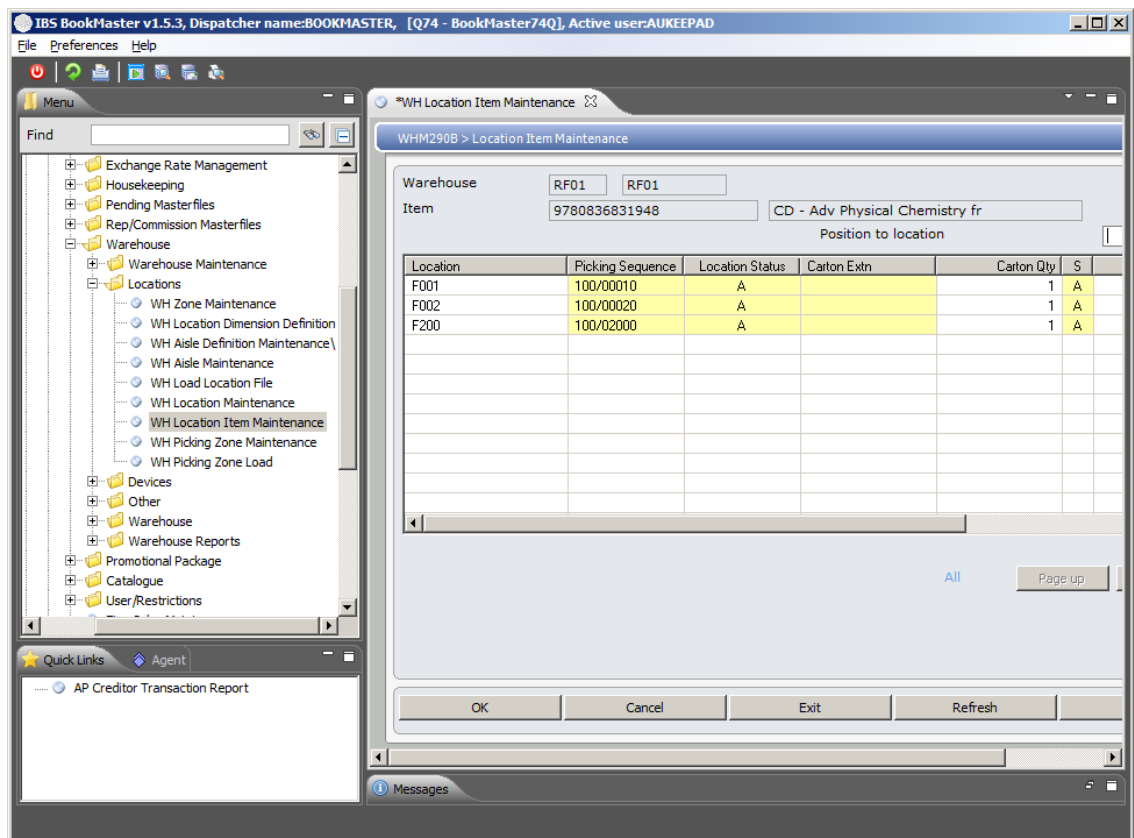 IBS BookMaster v1.5.3, Dispatcher name:BOOKMASTER, [Q74 - BookMaster74Q], Active user:AUKEEPAD
File Preferences Help
Menu
Find
Exchange Rate Management
Housekeeping
Pending Masterfiles
Rep/Commission Masterfiles
Warehouse
Warehouse Maintenance
Locations
WH Zone Maintenance
WH Location Dimension Definition
WH Aisle Definition Maintenance\
WH Aisle Maintenance
WH Load Location File
WH Location Maintenance
WH Location Item Maintenance
WH Picking Zone Maintenance
WH Picking Zone Load
Devices
Other
Warehouse
Warehouse Reports
Promotional Package
Catalogue
User/Restrictions
Quick Links Agent
AP Creditor Transaction Report
*WH Location Item Maintenance
WHM290B > Location Item Maintenance
Warehouse RF01 RF01
Item 9780836831948 CD - Adv Physical Chemistry fr
Position to location
Location Picking Sequence Location Status Carton Extn Carton Qty S
F001 100/00010 A 1 A
F002 100/00020 A 1 A
F200 100/02000 A 1 A
All Page up
OK Cancel Exit Refresh
Messages